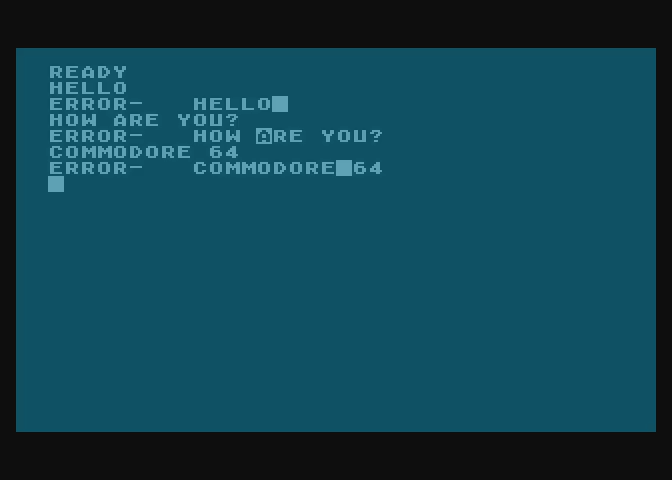 READY
HELLO
ERROR-   HELLO
HOW ARE YOU?
ERROR-   HOW ARE YOU?
COMMODORE 64
ERROR-   COMMODORE 64